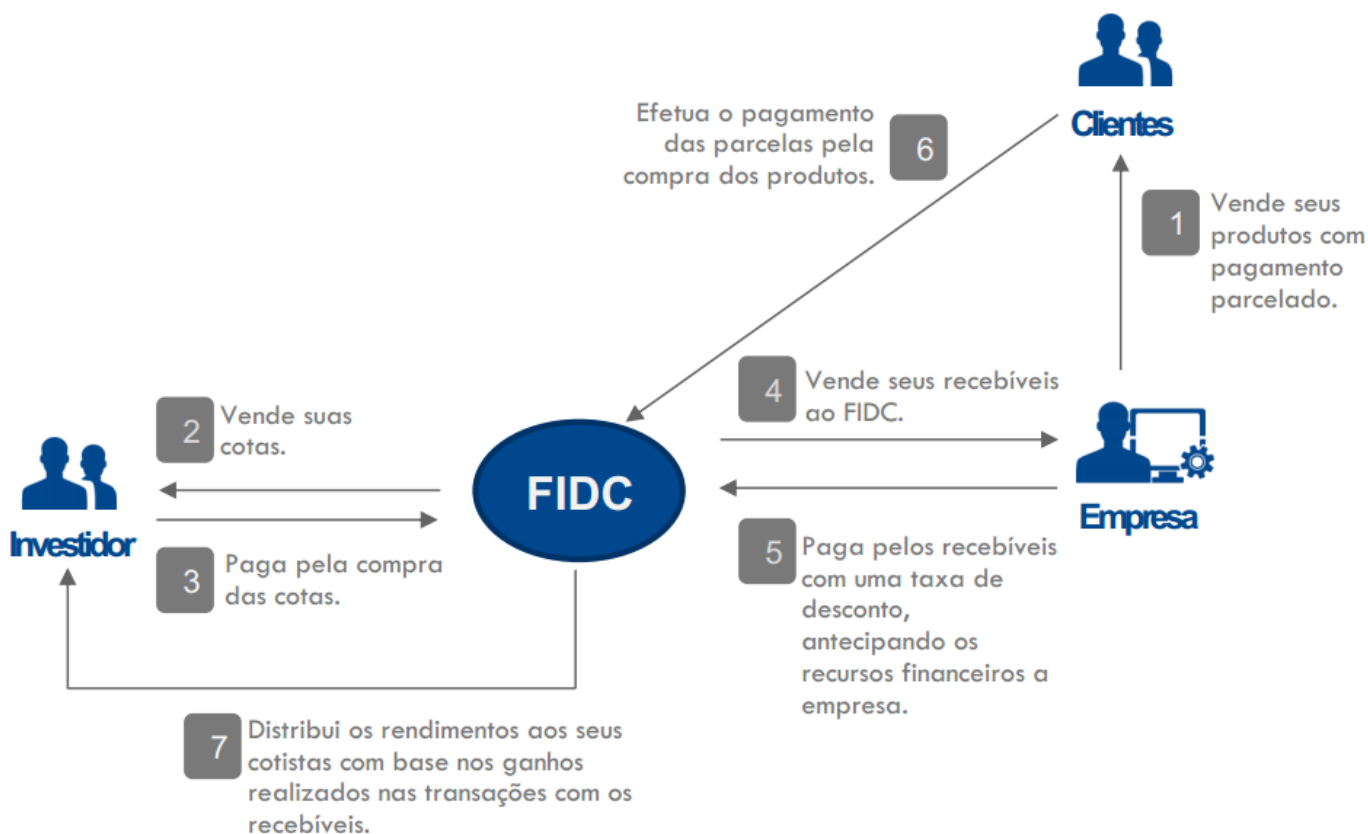 Clientes
Efetua o pagamento
das parcelas pela
compra dos produtos.
6
1
Vende seus
produtos com
pagamento
parcelado.
4
Vende seus recebíveis
ao FIDC.
2
Vende suas
cotas.
FIDC
Investidor
Empresa
3
Paga pela compra
das cotas.
5
Paga pelos recebíveis
com uma taxa de
desconto,
antecipando os
recursos financeiros a
empresa.
7
Distribui os rendimentos aos seus
cotistas com base nos ganhos
realizados nas transações com os
recebíveis.